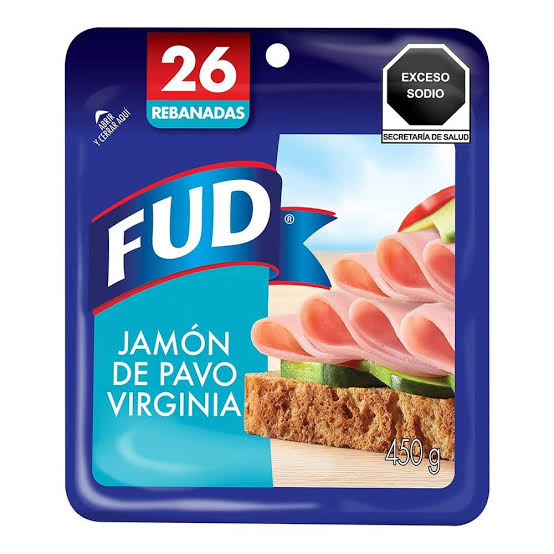 26
REBANADAS
EXCESO
SODIO
SECRETARÍA DE SALUD
ABRIR
Y CERRAR AQUÍ
FUD®
JAMÓN
DE PAVO
VIRGINIA
450 g